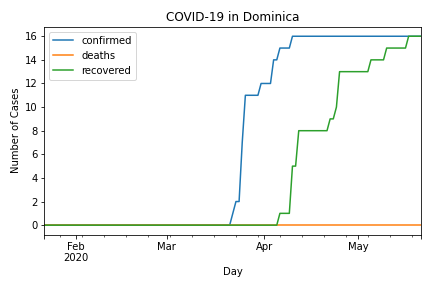 COVID-19 in Dominica
confirmed
deaths
recovered
Number of Cases
16
14
12
10
8
6
4
2
0
Feb
2020
Mar
Apr
May
Day